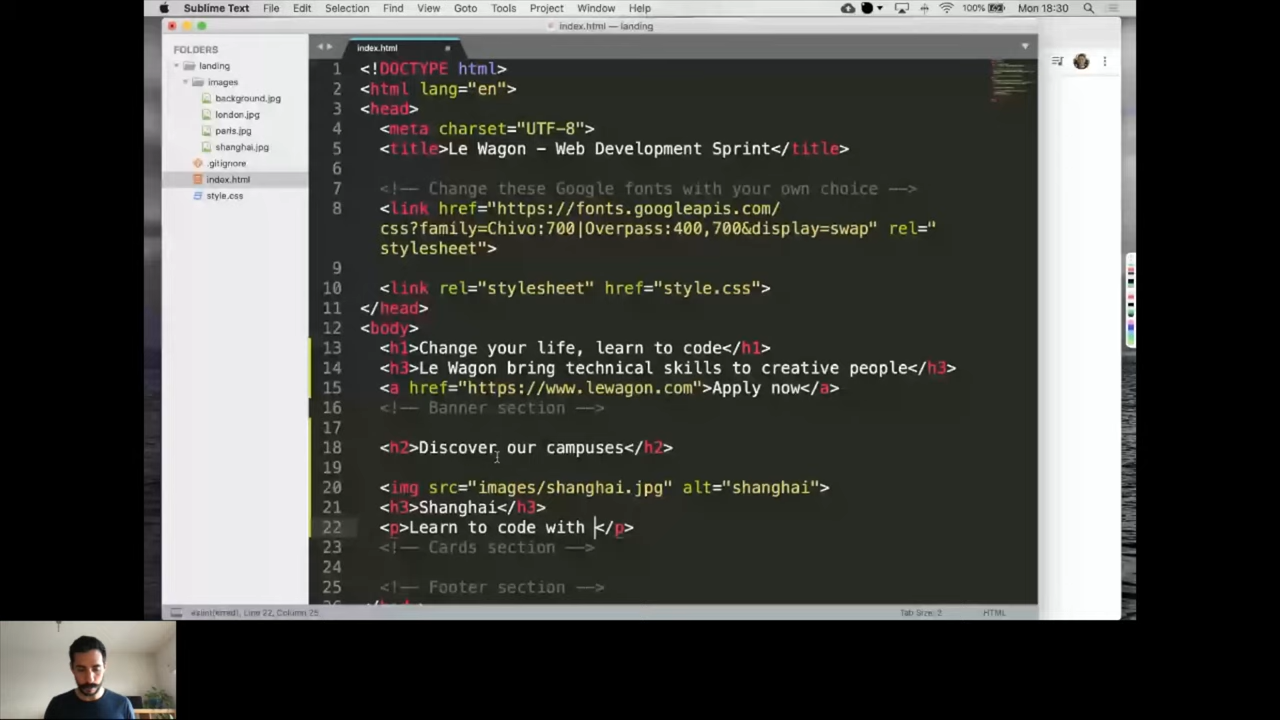 Sublime Text File Edit Selection Find View Goto Tools Project Window Help 100% Mon 18:30
index.html — landing
FOLDERS
landing
images
background.jpg
london.jpg
paris.jpg
shanghai.jpg
.gitignore
index.html
style.css
index.html
1 <!DOCTYPE html>
2 <html lang="en">
3 <head>
4 <meta charset="UTF-8">
5 <title>Le Wagon - Web Development Sprint</title>
6
7 <!-- Change these Google fonts with your own choice -->
8 <link href="https://fonts.googleapis.com/
css?family=Chivo:700|Overpass:400,700&display=swap" rel="
stylesheet">
9
10 <link rel="stylesheet" href="style.css">
11 </head>
12 <body>
13 <h1>Change your life, learn to code</h1>
14 <h3>Le Wagon bring technical skills to creative people</h3>
15 <a href="https://www.lewagon.com">Apply now</a>
16 <!-- Banner section -->
17
18 <h2>Discover our campuses</h2>
19
20 <img src="images/shanghai.jpg" alt="shanghai">
21 <h3>Shanghai</h3>
22 <p>Learn to code with </p>
23 <!-- Cards section -->
24
25 <!-- Footer section -->
Line 22, Column 25 Tab Size: 2 HTML